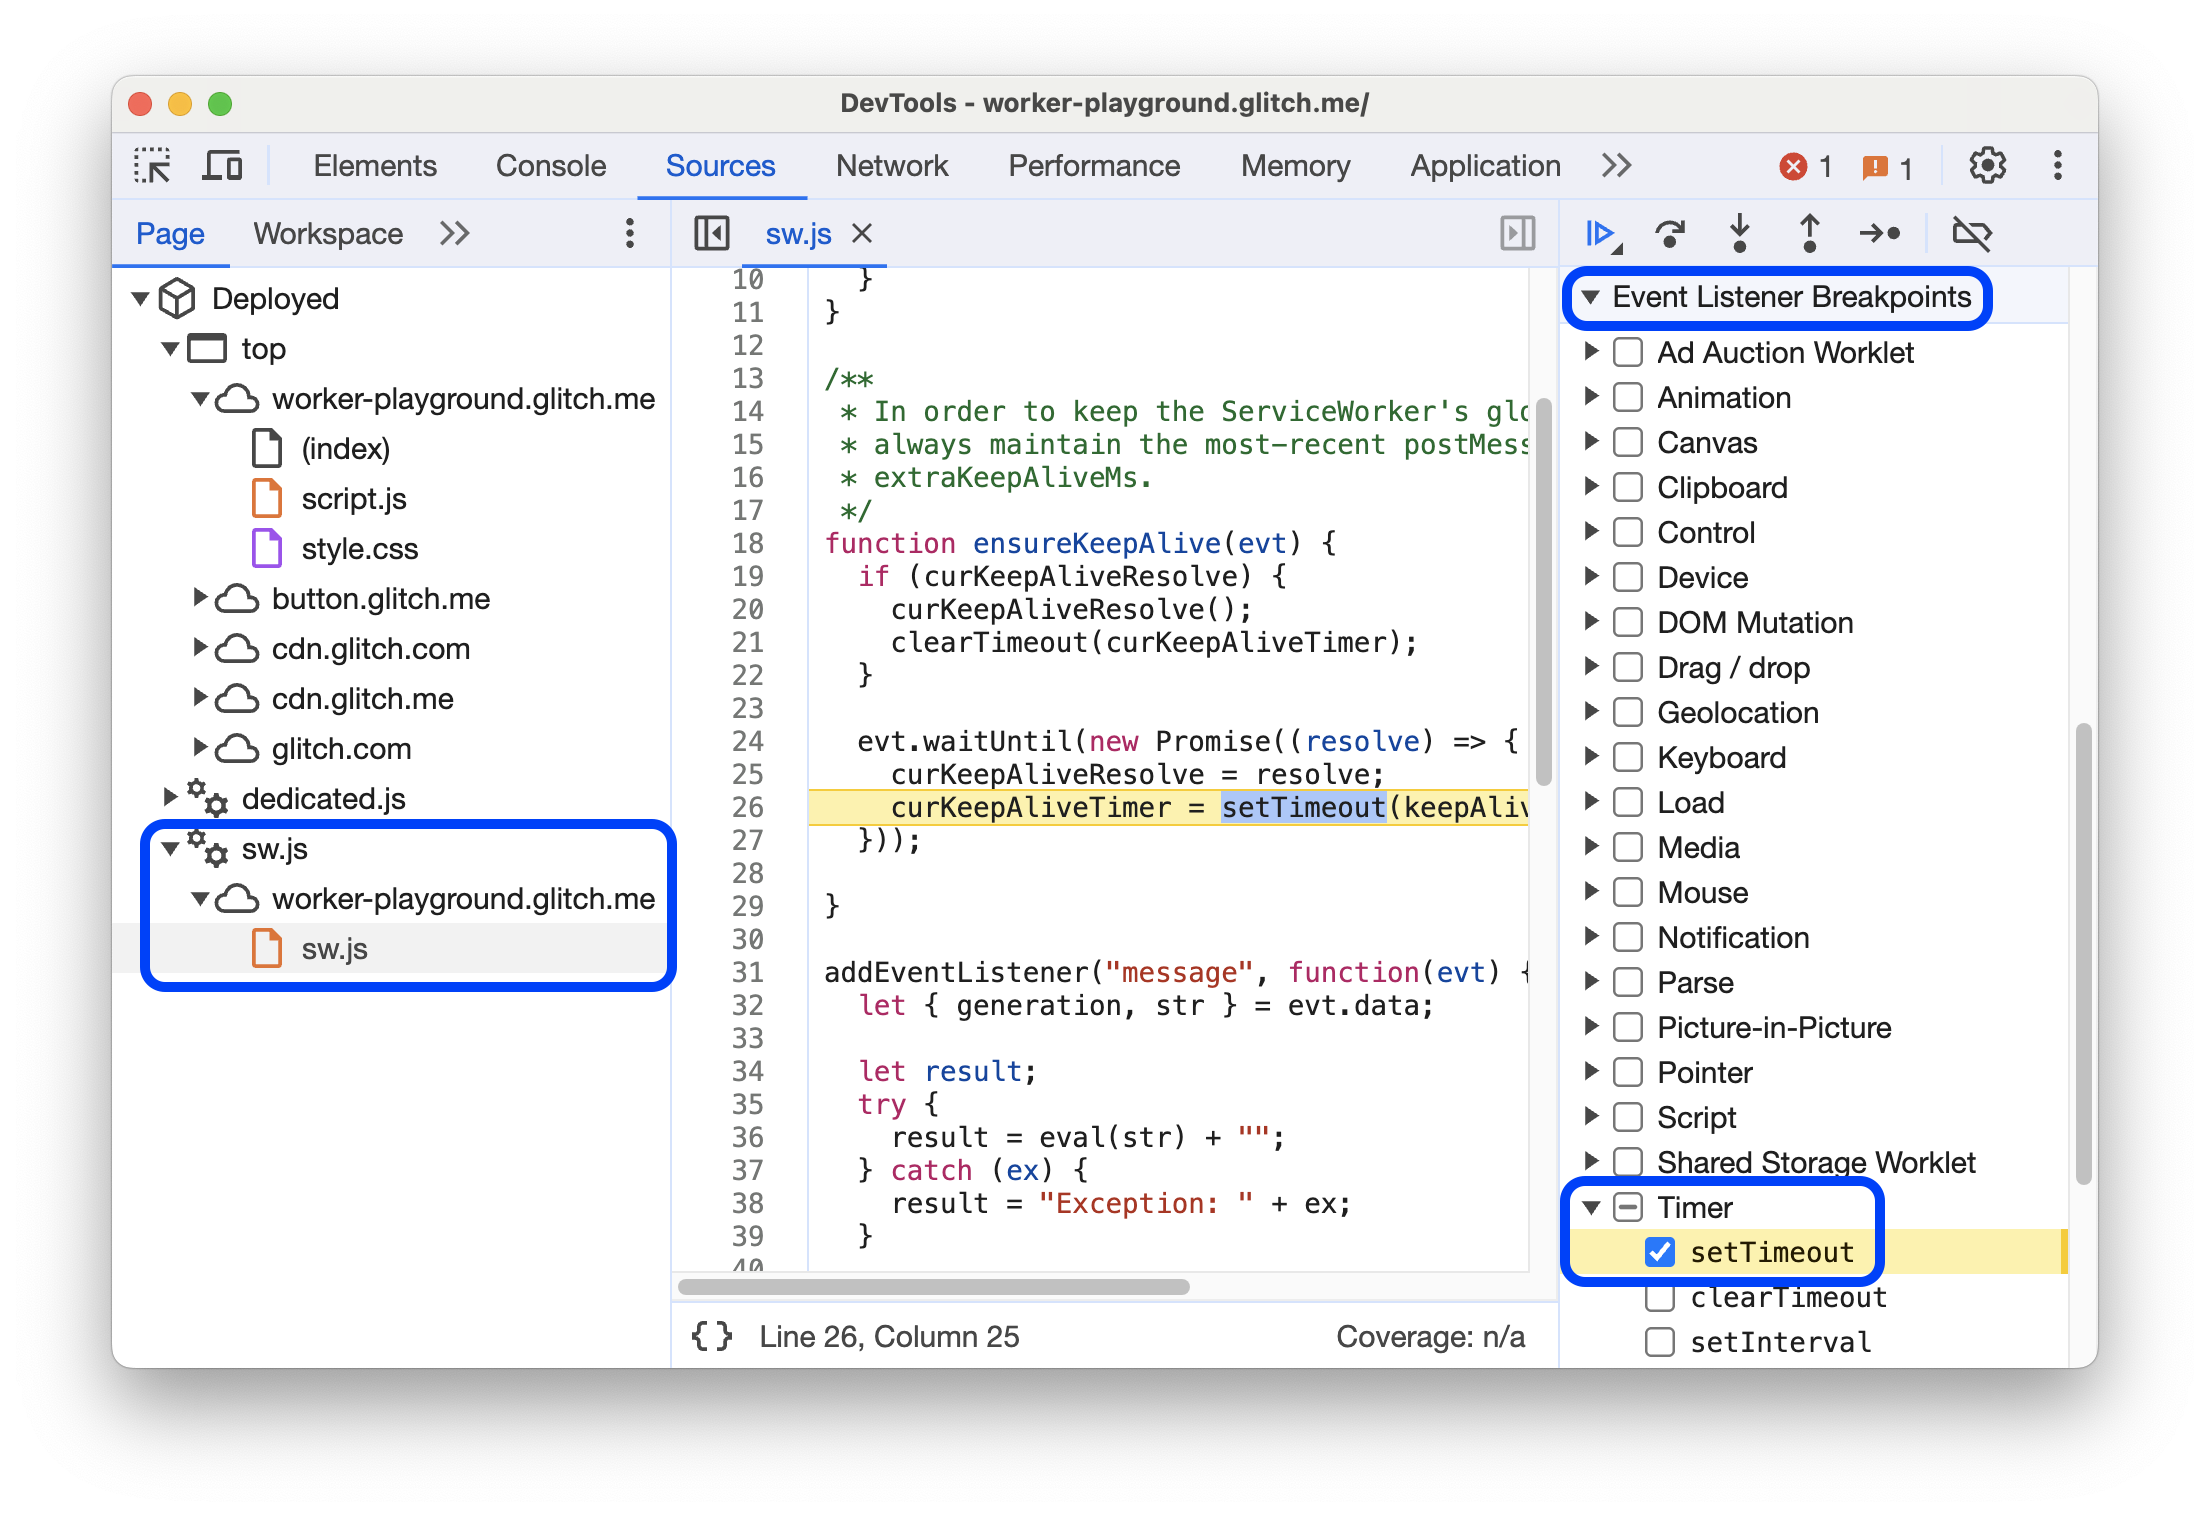 DevTools - worker-playground.glitch.me/
Elements Console Sources Network Performance Memory Application 1 1
Page Workspace
Deployed
top
worker-playground.glitch.me
(index)
script.js
style.css
button.glitch.me
cdn.glitch.com
cdn.glitch.me
glitch.com
dedicated.js
sw.js
worker-playground.glitch.me
sw.js
sw.js
10   }
11 }
12
13 /**
14  * In order to keep the ServiceWorker's glo
15  * always maintain the most-recent postMess
16  * extraKeepAliveMs.
17  */
18 function ensureKeepAlive(evt) {
19   if (curKeepAliveResolve) {
20     curKeepAliveResolve();
21     clearTimeout(curKeepAliveTimer);
22   }
23
24   evt.waitUntil(new Promise((resolve) => {
25     curKeepAliveResolve = resolve;
26     curKeepAliveTimer = setTimeout(keepAliv
27   }));
28
29 }
30
31 addEventListener("message", function(evt) {
32   let { generation, str } = evt.data;
33
34   let result;
35   try {
36     result = eval(str) + "";
37   } catch (ex) {
38     result = "Exception: " + ex;
39   }
40
{ } Line 26, Column 25 Coverage: n/a
Event Listener Breakpoints
Ad Auction Worklet
Animation
Canvas
Clipboard
Control
Device
DOM Mutation
Drag / drop
Geolocation
Keyboard
Load
Media
Mouse
Notification
Parse
Picture-in-Picture
Pointer
Script
Shared Storage Worklet
Timer
setTimeout
clearTimeout
setInterval